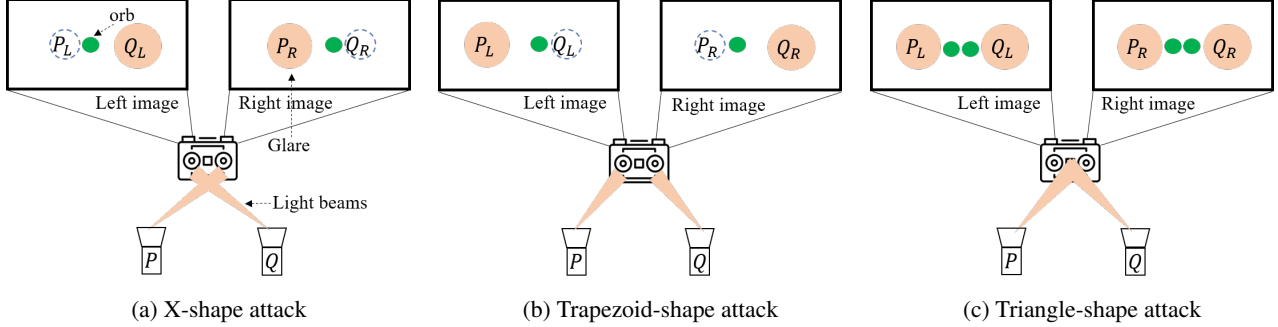 orb
P_L Q_L P_R Q_R
Left image Right image
Glare
Light beams
P Q
(a) X-shape attack
P_L Q_L P_R Q_R
Left image Right image
P Q
(b) Trapezoid-shape attack
P_L Q_L P_R Q_R
Left image Right image
P Q
(c) Triangle-shape attack